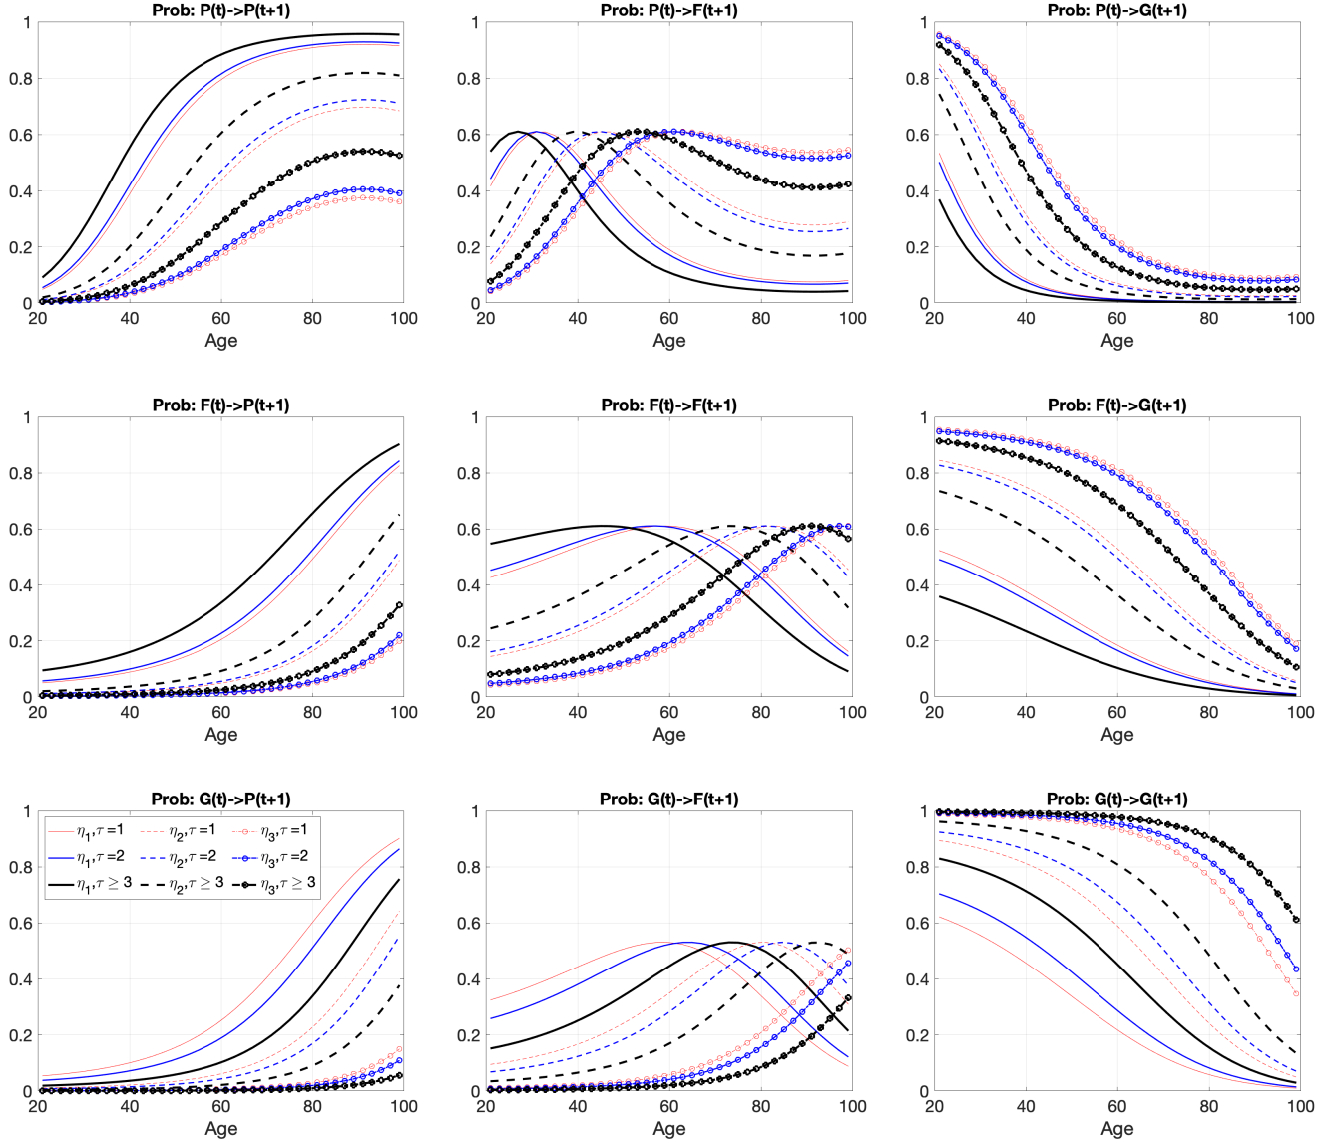 Prob: P(t)->P(t+1)
1
0.8
0.6
0.4
0.2
0
20 40 60 80 100
Age
Prob: P(t)->F(t+1)
1
0.8
0.6
0.4
0.2
0
20 40 60 80 100
Age
Prob: P(t)->G(t+1)
1
0.8
0.6
0.4
0.2
0
20 40 60 80 100
Age
Prob: F(t)->P(t+1)
1
0.8
0.6
0.4
0.2
0
20 40 60 80 100
Age
Prob: F(t)->F(t+1)
1
0.8
0.6
0.4
0.2
0
20 40 60 80 100
Age
Prob: F(t)->G(t+1)
1
0.8
0.6
0.4
0.2
0
20 40 60 80 100
Age
Prob: G(t)->P(t+1)
1
0.8
0.6
0.4
0.2
0
η₁,τ =1 η₂,τ =1 η₃,τ =1
η₁,τ =2 η₂,τ =2 η₃,τ =2
η₁,τ ≥ 3 η₂,τ ≥ 3 η₃,τ ≥ 3
20 40 60 80 100
Age
Prob: G(t)->F(t+1)
1
0.8
0.6
0.4
0.2
0
20 40 60 80 100
Age
Prob: G(t)->G(t+1)
1
0.8
0.6
0.4
0.2
0
20 40 60 80 100
Age